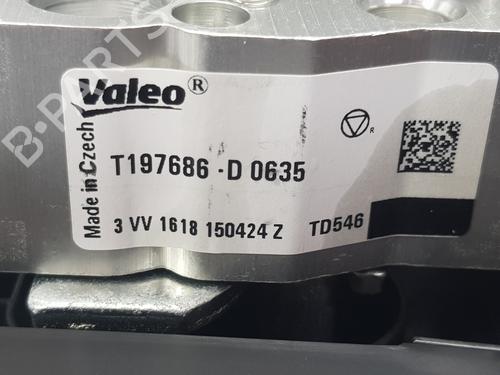 Valeo®
Made in Czech
R
T197686-D 0635
3 VV 1618 150424 Z
TD546
B-PARTS